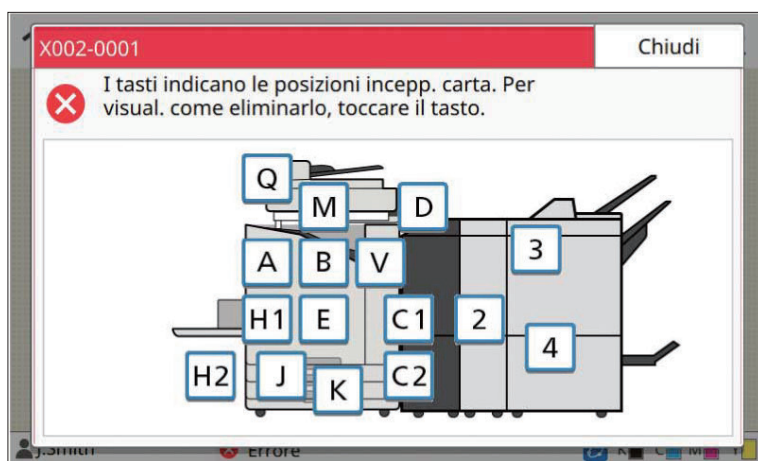 X002-0001
Chiudi
I tasti indicano le posizioni incepp. carta. Per
visual. come eliminarlo, toccare il tasto.
Q
M
D
A
B
V
3
H1
E
C1
2
4
H2
J
K
C2
J.Smith
Errore
K
C
M
Y